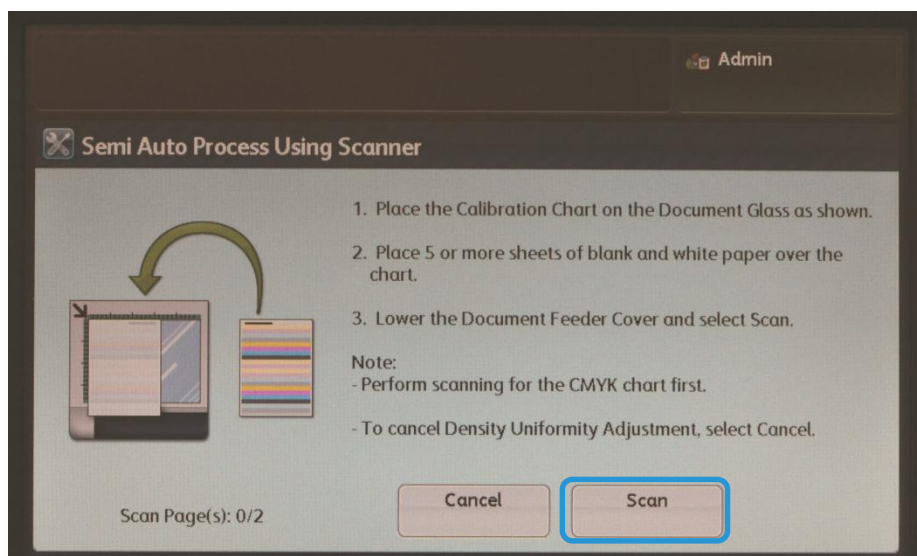 Admin
Semi Auto Process Using Scanner
1. Place the Calibration Chart on the Document Glass as shown.
2. Place 5 or more sheets of blank and white paper over the
chart.
3. Lower the Document Feeder Cover and select Scan.
Note:
- Perform scanning for the CMYK chart first.
- To cancel Density Uniformity Adjustment, select Cancel.
Scan Page(s): 0/2
Cancel
Scan